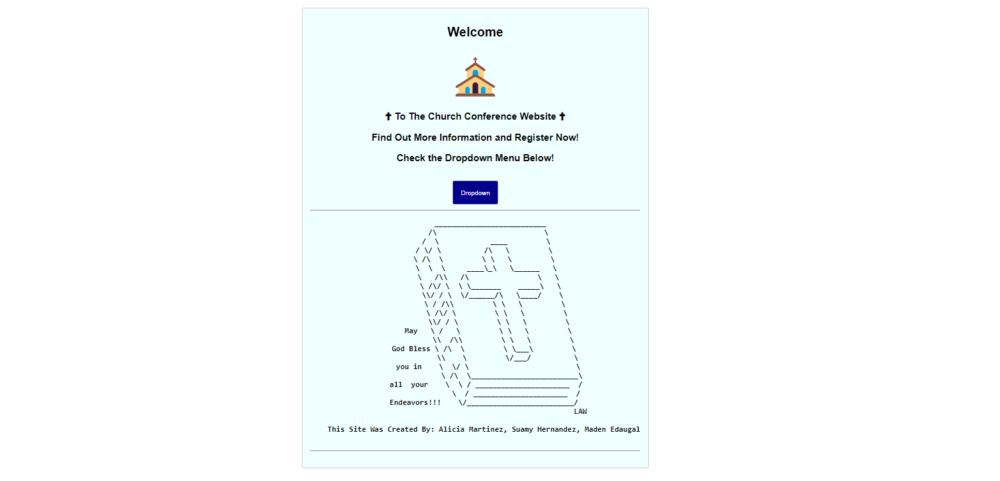 Welcome
✝ To The Church Conference Website ✝
Find Out More Information and Register Now!
Check the Dropdown Menu Below!
Dropdown
May
God Bless
you in
all your
Endeavors!!!
LAW
This Site Was Created By: Alicia Martinez, Suamy Hernandez, Maden Edaugal